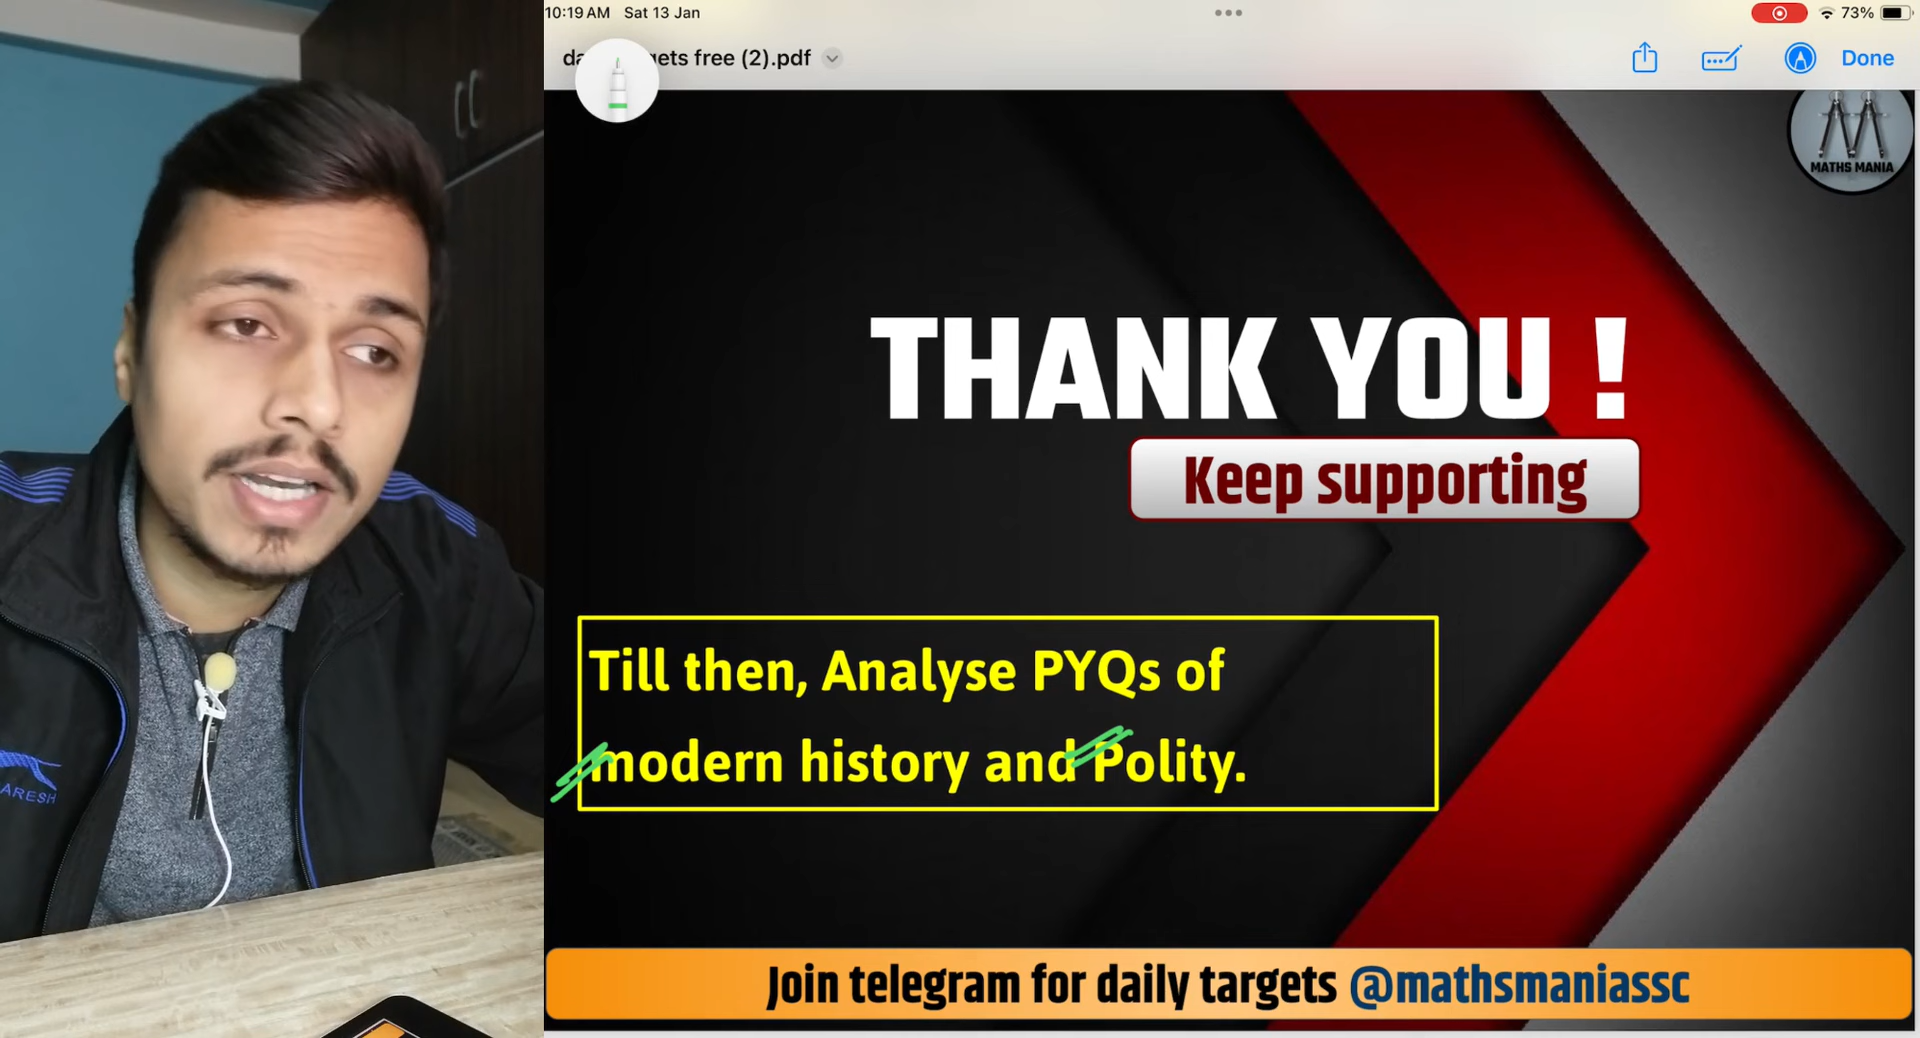 10:19 AM Sat 13 Jan
73%
ets free (2).pdf
Done
MATHS MANIA
THANK YOU !
Keep supporting
Till then, Analyse PYQs of
modern history and Polity.
ARESH
Join telegram for daily targets @mathsmaniassc